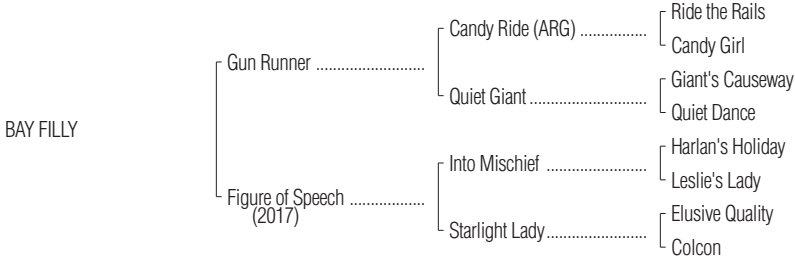 Ride the Rails
Candy Ride (ARG) ................
Candy Girl
Gun Runner ..........................
Giant's Causeway
Quiet Giant ............................
Quiet Dance
BAY FILLY
Harlan's Holiday
Into Mischief ........................
Leslie's Lady
Figure of Speech ..................
(2017)
Elusive Quality
Starlight Lady ........................
Colcon